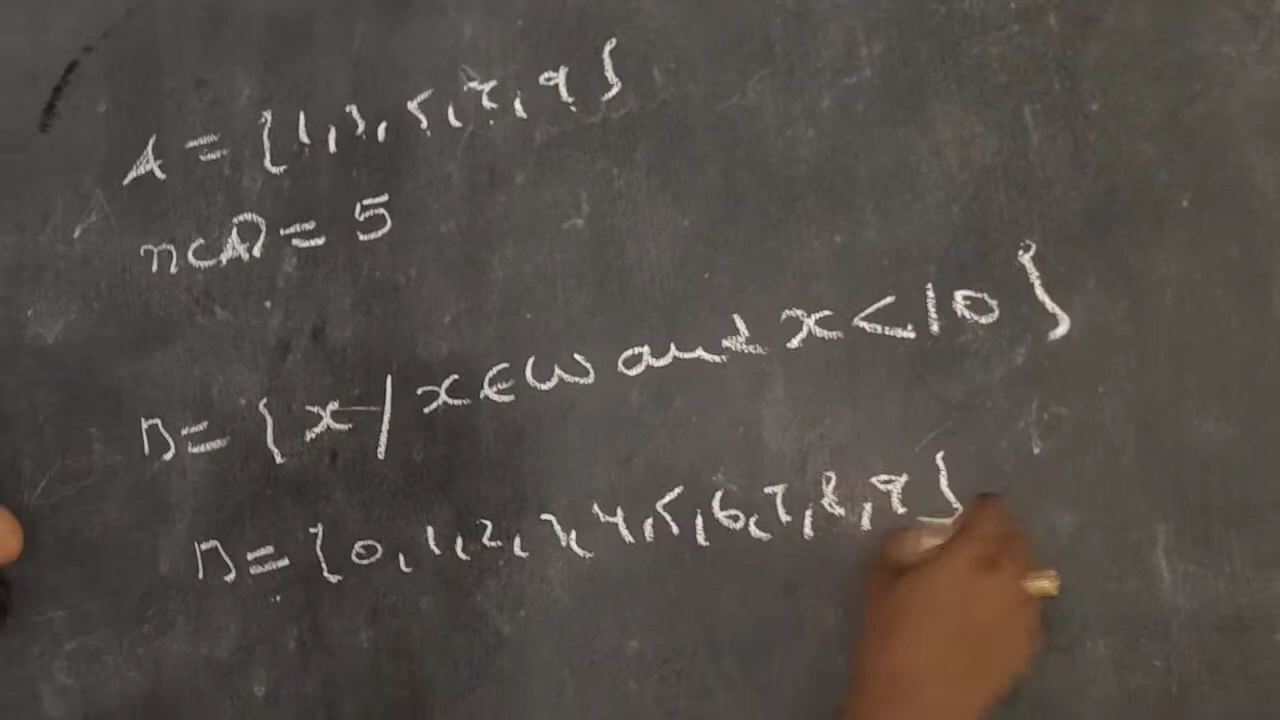 A = {1, 3, 5, 7, 9}
n(A) = 5
B = {x / x ∈ W and x < 10}
B = {0, 1, 2, 3, 4, 5, 6, 7, 8, 9}